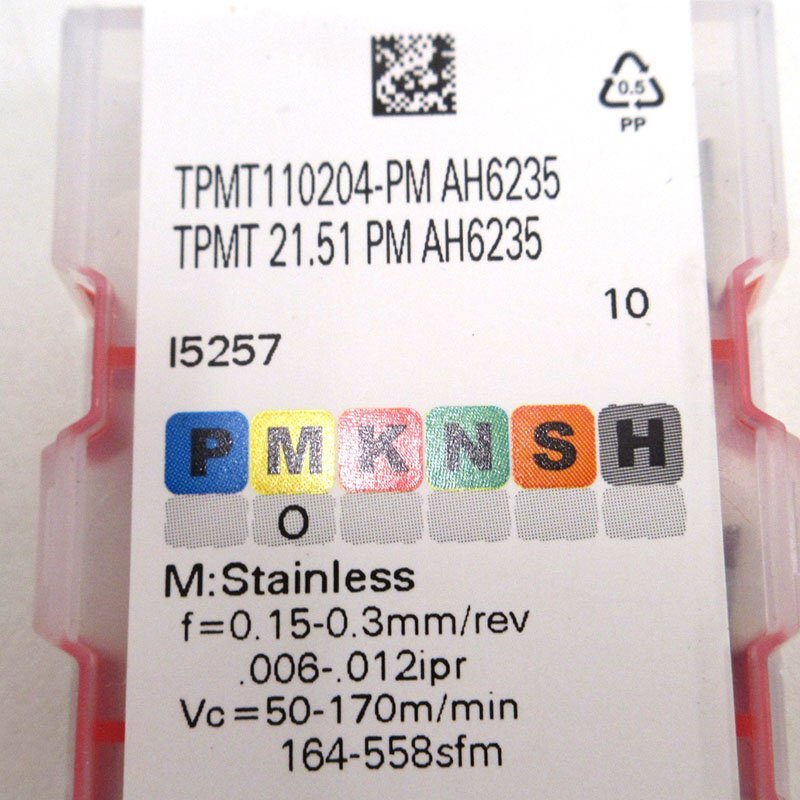 0.5
PP
TPMT110204-PM AH6235
TPMT 21.51 PM AH6235
10
I5257
P M K N S H
O
M:Stainless
f=0.15-0.3mm/rev
.006-.012ipr
Vc=50-170m/min
164-558sfm